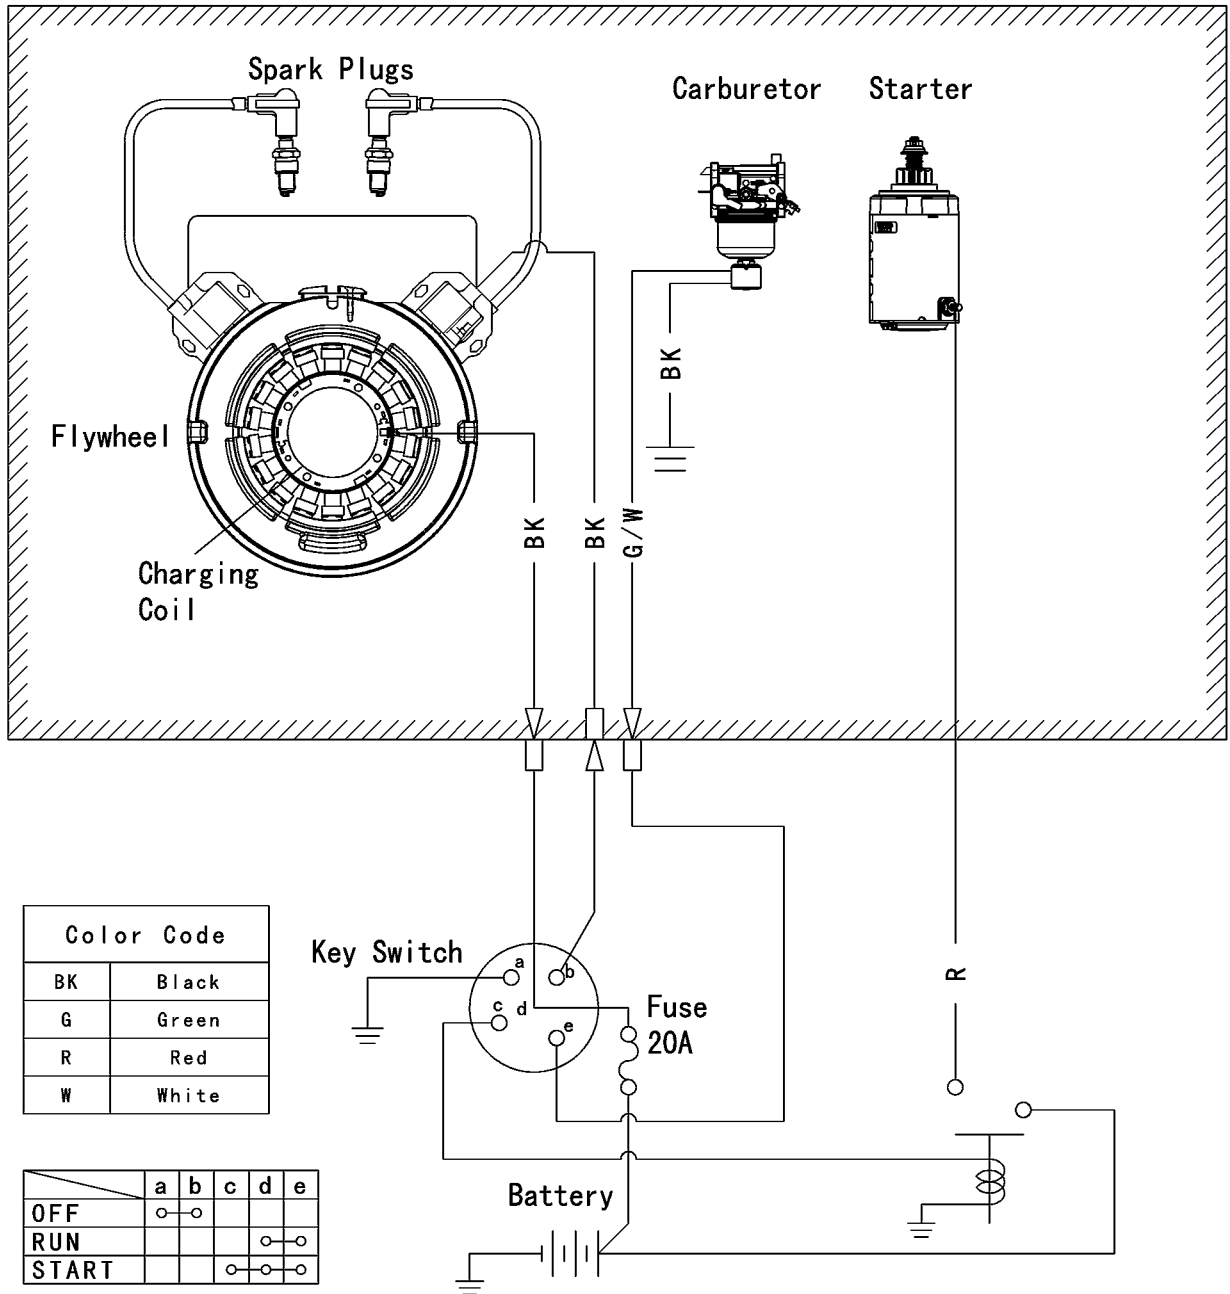 Spark Plugs
Carburetor
Starter
BK
Flywheel
BK
BK
G/W
Charging
Coil
Color Code
BK Black
G Green
R Red
W White
Key Switch
a
b
c
d
e
Fuse
20A
R
Battery
a b c d e
OFF
RUN
START